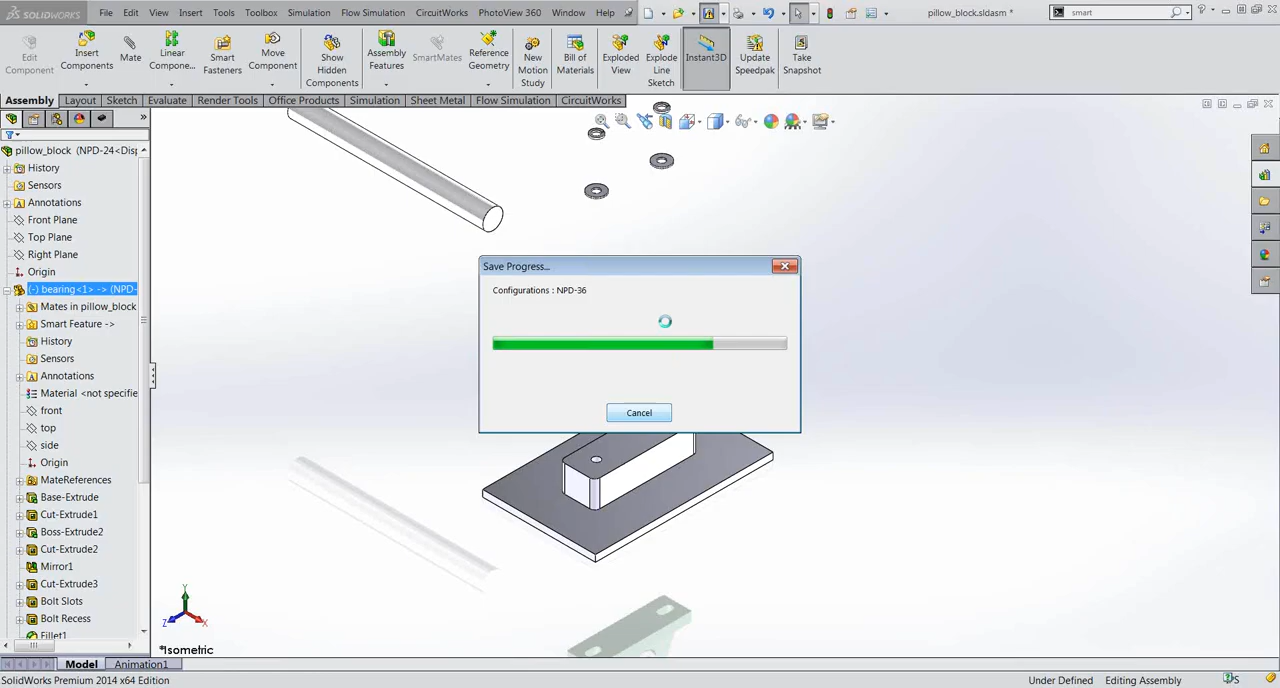 SOLIDWORKS File Edit View Insert Tools Toolbox Simulation Flow Simulation CircuitWorks PhotoView 360 Window Help pillow_block.sldasm * smart
Edit Component
Insert Components
Mate
Linear Compone...
Smart Fasteners
Move Component
Show Hidden Components
Assembly Features
SmartMates
Reference Geometry
New Motion Study
Bill of Materials
Exploded View
Explode Line Sketch
Instant3D
Update Speedpak
Take Snapshot
Assembly Layout Sketch Evaluate Render Tools Office Products Simulation Sheet Metal Flow Simulation CircuitWorks
pillow_block (NPD-24<Disp
History
Sensors
Annotations
Front Plane
Top Plane
Right Plane
Origin
(-) bearing<1> -> (NPD-
Mates in pillow_block
Smart Feature ->
History
Sensors
Annotations
Material <not specifie
front
top
side
Origin
MateReferences
Base-Extrude
Cut-Extrude1
Boss-Extrude2
Cut-Extrude2
Mirror1
Cut-Extrude3
Bolt Slots
Bolt Recess
Fillet1
Save Progress...
Configurations : NPD-36
Cancel
Y
Z X
*Isometric
Model Animation1
SolidWorks Premium 2014 x64 Edition Under Defined Editing Assembly